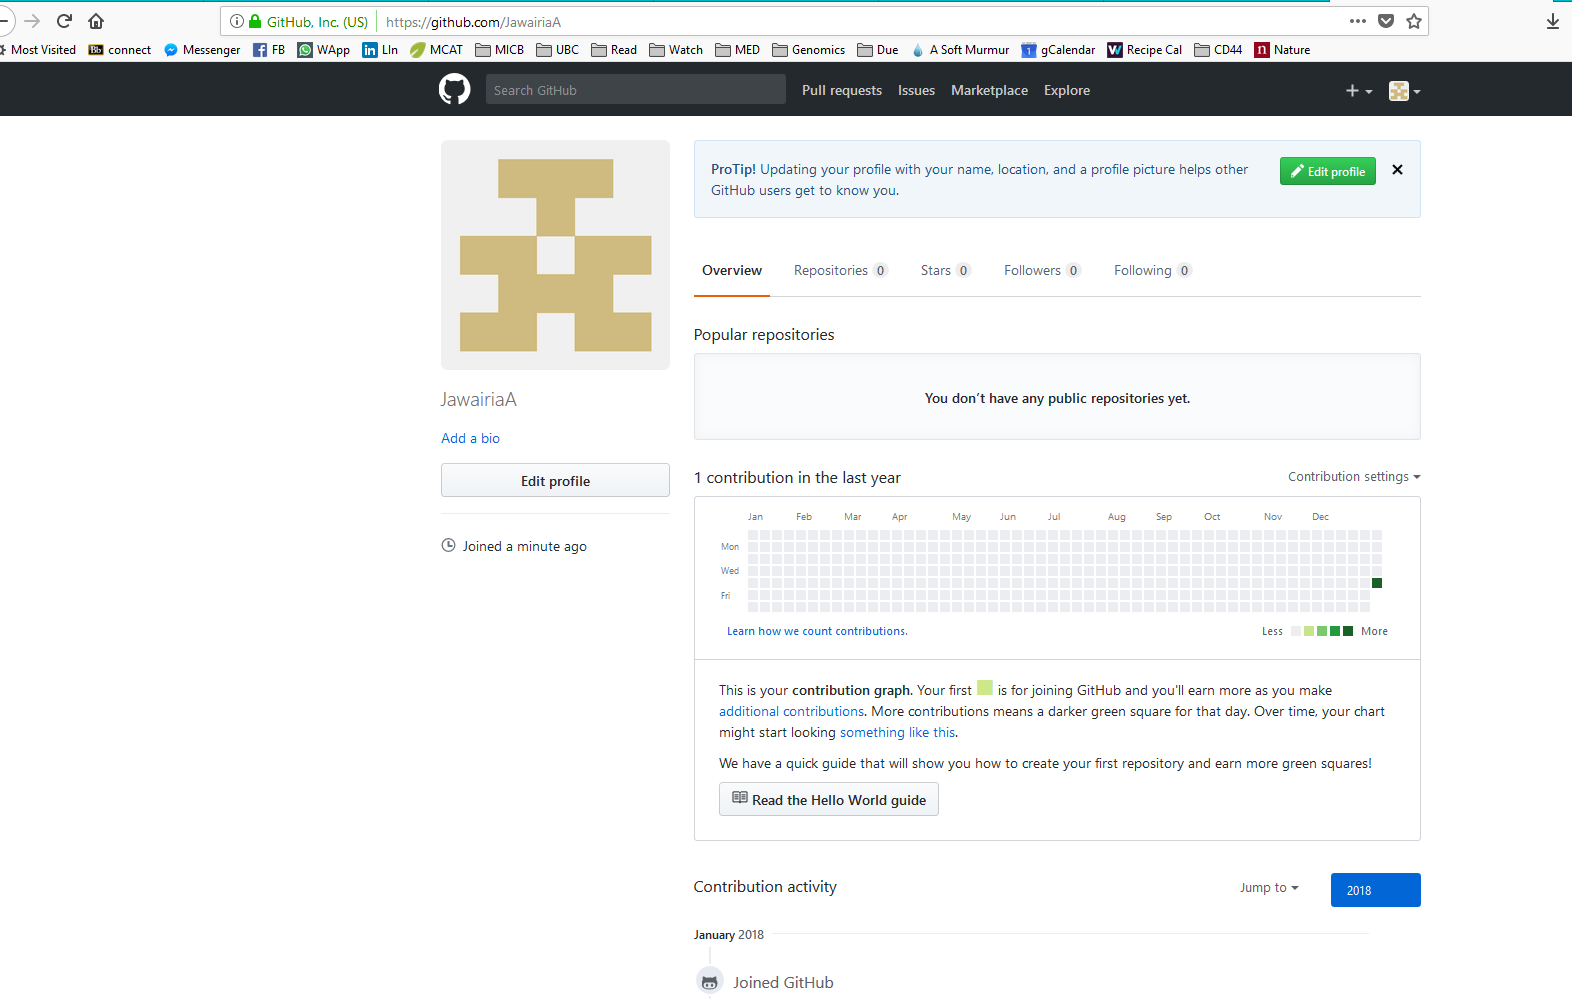 GitHub, Inc. (US) https://github.com/JawairiaA
Most Visited Bb connect Messenger FB WApp in LIn MCAT MICB UBC Read Watch MED Genomics Due A Soft Murmur 1 gCalendar W Recipe Cal CD44 n Nature
Search GitHub Pull requests Issues Marketplace Explore
ProTip! Updating your profile with your name, location, and a profile picture helps other
GitHub users get to know you.
Edit profile
Overview Repositories 0 Stars 0 Followers 0 Following 0
Popular repositories
You don’t have any public repositories yet.
JawairiaA
Add a bio
Edit profile
Joined a minute ago
1 contribution in the last year
Contribution settings
Jan Feb Mar Apr May Jun Jul Aug Sep Oct Nov Dec
Mon
Wed
Fri
Learn how we count contributions. Less More
This is your contribution graph. Your first is for joining GitHub and you'll earn more as you make
additional contributions. More contributions means a darker green square for that day. Over time, your chart
might start looking something like this.
We have a quick guide that will show you how to create your first repository and earn more green squares!
Read the Hello World guide
Contribution activity
Jump to
2018
January 2018
Joined GitHub